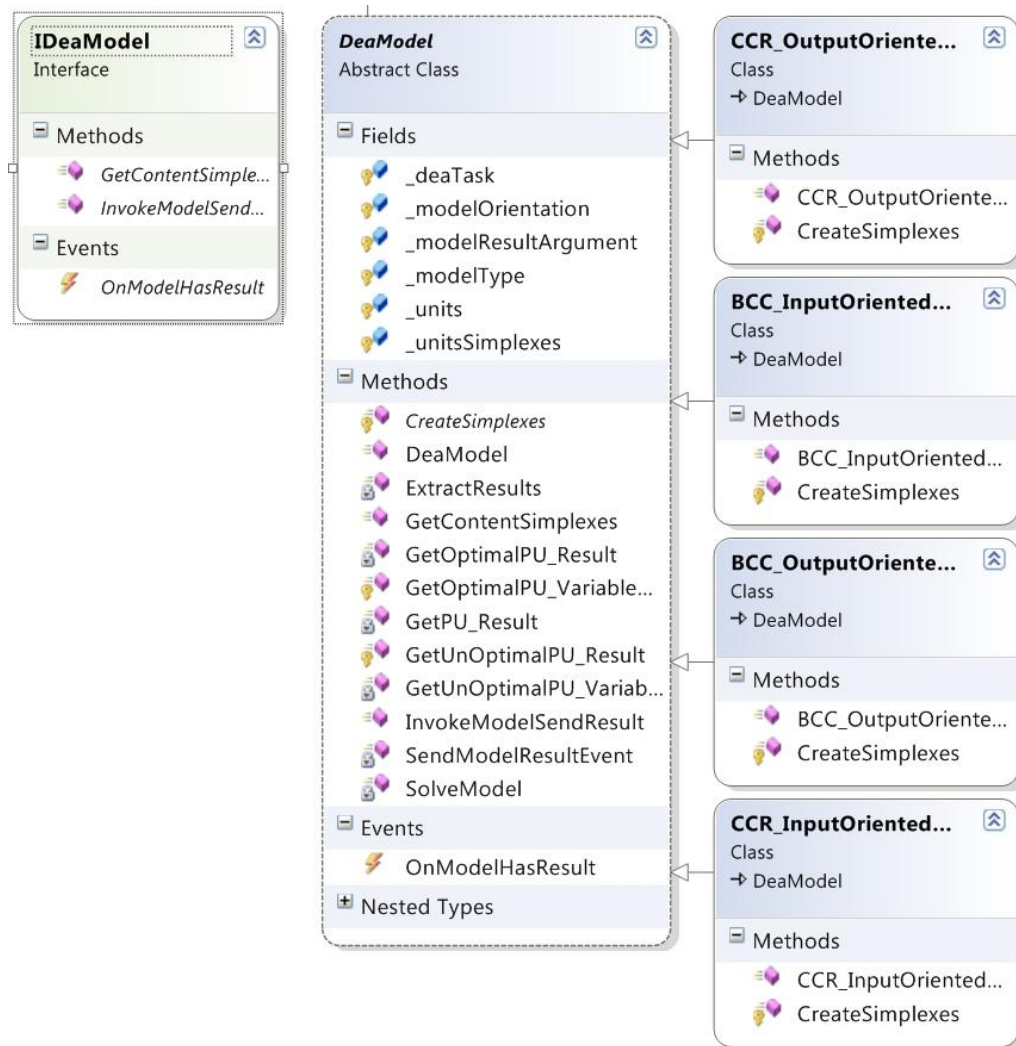 IDeaModel
Interface
Methods
GetContentSimple...
InvokeModelSend...
Events
OnModelHasResult
DeaModel
Abstract Class
Fields
_deaTask
_modelOrientation
_modelResultArgument
_modelType
_units
_unitsSimplexes
Methods
CreateSimplexes
DeaModel
ExtractResults
GetContentSimplexes
GetOptimalPU_Result
GetOptimalPU_Variable...
GetPU_Result
GetUnOptimalPU_Result
GetUnOptimalPU_Variab...
InvokeModelSendResult
SendModelResultEvent
SolveModel
Events
OnModelHasResult
Nested Types
CCR_OutputOriente...
Class
DeaModel
Methods
CCR_OutputOriente...
CreateSimplexes
BCC_InputOriented...
Class
DeaModel
Methods
BCC_InputOriented...
CreateSimplexes
BCC_OutputOriente...
Class
DeaModel
Methods
BCC_OutputOriente...
CreateSimplexes
CCR_InputOriented...
Class
DeaModel
Methods
CCR_InputOriented...
CreateSimplexes